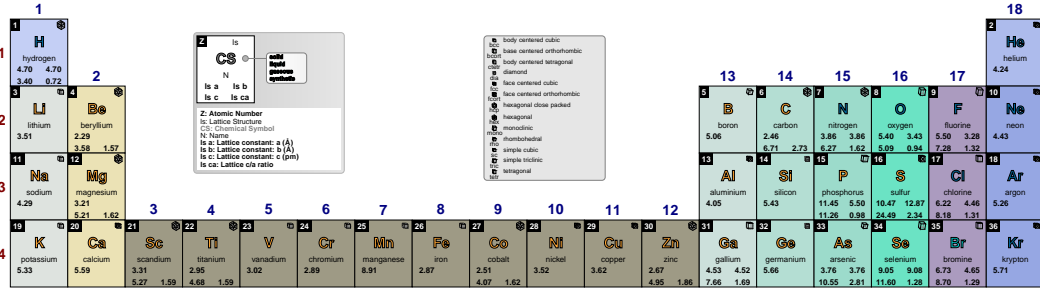 1
18
1
H
hydrogen
4.70 4.70
3.40 0.72
2
He
helium
4.24
1
2
13
14
15
16
17
3
Li
lithium
3.51
4
Be
beryllium
2.29
3.58 1.57
5
B
boron
5.06
6
C
carbon
2.46
6.71 2.73
7
N
nitrogen
3.86 3.86
6.27 1.62
8
O
oxygen
5.40 3.43
5.09 0.94
9
F
fluorine
5.50 3.28
7.28 1.32
10
Ne
neon
4.43
2
11
Na
sodium
4.29
12
Mg
magnesium
3.21
5.21 1.62
13
Al
aluminium
4.05
14
Si
silicon
5.43
15
P
phosphorus
11.45 5.50
11.26 0.98
16
S
sulfur
10.47 12.87
24.49 2.34
17
Cl
chlorine
6.22 4.46
8.18 1.31
18
Ar
argon
5.26
3
3
4
5
6
7
8
9
10
11
12
19
K
potassium
5.33
20
Ca
calcium
5.59
21
Sc
scandium
3.31
5.27 1.59
22
Ti
titanium
2.95
4.68 1.59
23
V
vanadium
3.02
24
Cr
chromium
2.89
25
Mn
manganese
8.91
26
Fe
iron
2.87
27
Co
cobalt
2.51
4.07 1.62
28
Ni
nickel
3.52
29
Cu
copper
3.62
30
Zn
zinc
2.67
4.95 1.86
31
Ga
gallium
4.53 4.52
7.66 1.69
32
Ge
germanium
5.66
33
As
arsenic
3.76 3.76
10.55 2.81
34
Se
selenium
9.05 9.08
11.60 1.28
35
Br
bromine
6.73 4.65
8.70 1.29
36
Kr
krypton
5.71
4
Z
ls
CS
N
ls a ls b
ls c ls ca
solid
liquid
gaseous
synthetic
Z: Atomic Number
ls: Lattice Structure
CS: Chemical Symbol
N: Name
ls a: Lattice constant: a (Å)
ls b: Lattice constant: b (Å)
ls c: Lattice constant: c (pm)
ls ca: Lattice c/a ratio
bcc body centered cubic
bcort base centered orthorhombic
ctetr body centered tetragonal
dia diamond
fcc face centered cubic
fcort face centered orthorhombic
hcp hexagonal close packed
hex hexagonal
mono monoclinic
rho rhombohedral
sc simple cubic
tric simple triclinic
tetr tetragonal